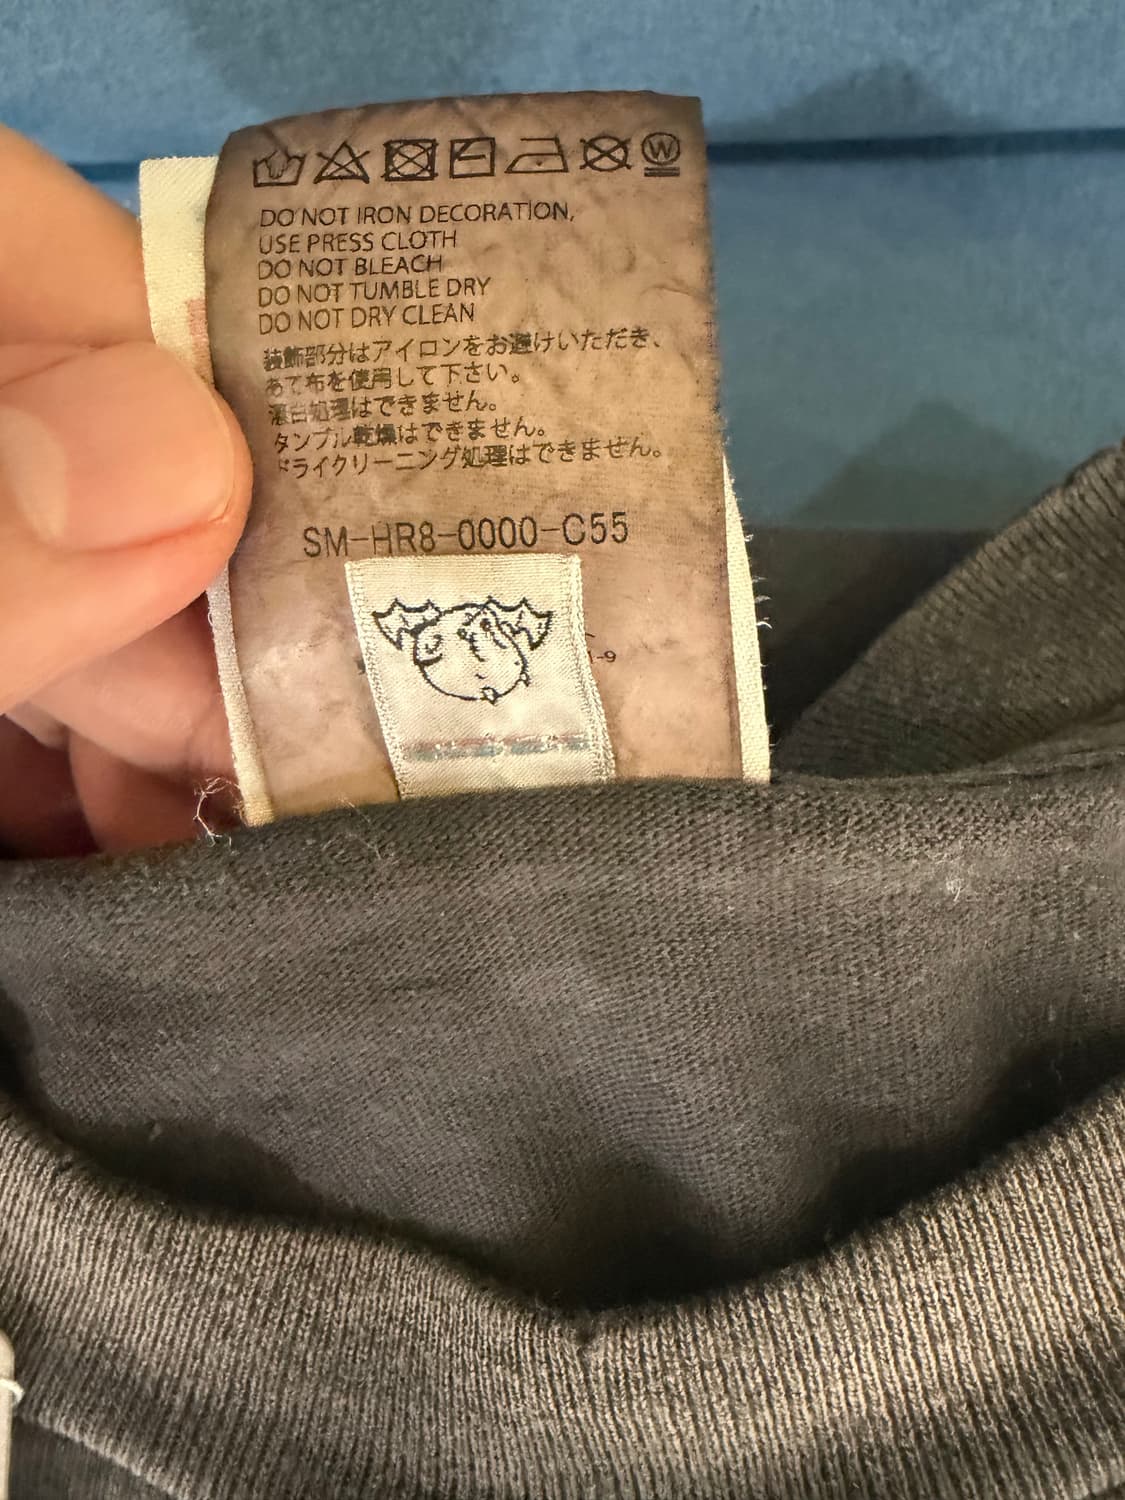 W
DO NOT IRON DECORATION,
USE PRESS CLOTH
DO NOT BLEACH
DO NOT TUMBLE DRY
DO NOT DRY CLEAN
装飾部分はアイロンをお避けいただき、
あて布を使用して下さい。
漂白処理はできません。
タンブル乾燥はできません。
ドライクリーニング処理はできません。
SM-HR8-0000-C55